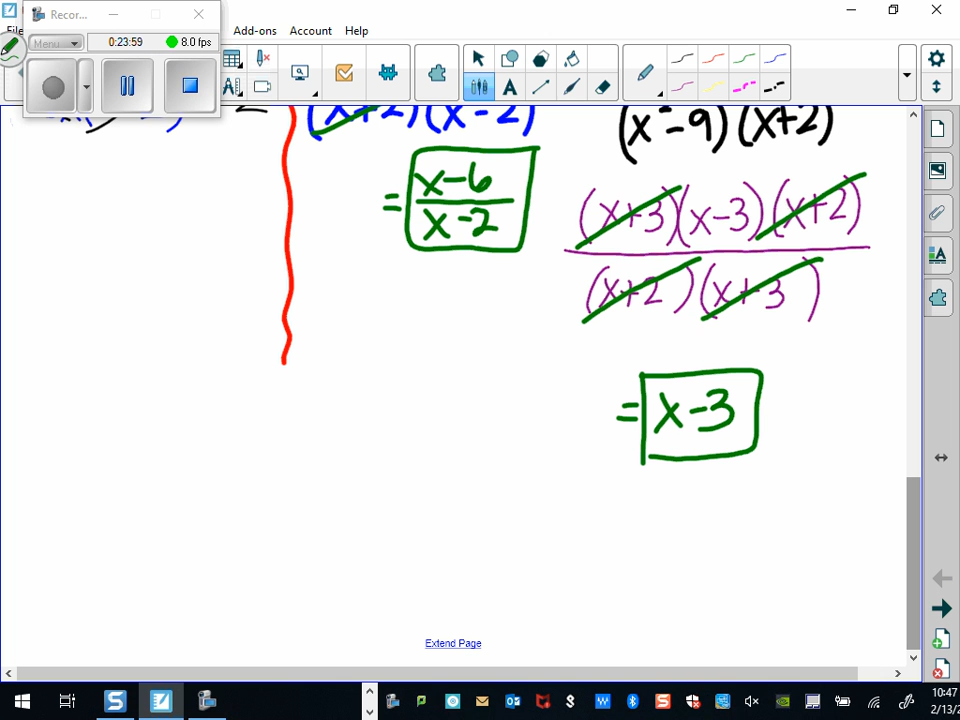 Recor...
Menu
0:23:59
8.0 fps
Add-ons Account Help
(x+2)(x-2)
(x²-9)(x+2)
= x-6
x-2
(x+3)(x-3)(x+2)
(x+2)(x+3)
= x-3
Extend Page
10:47
2/13/2